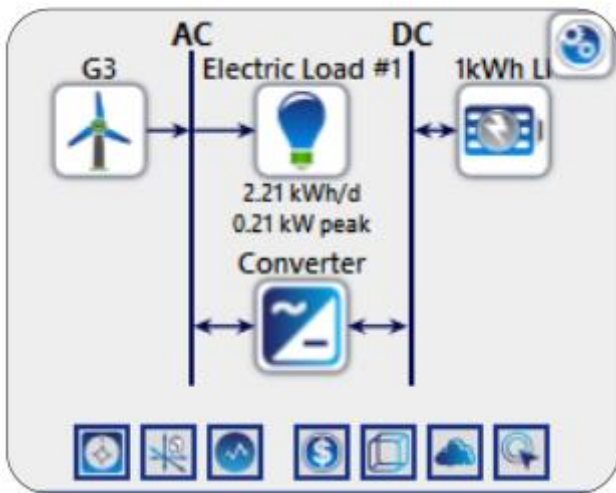 AC
DC
G3
Electric Load #1
1kWh LI
2.21 kWh/d
0.21 kW peak
Converter